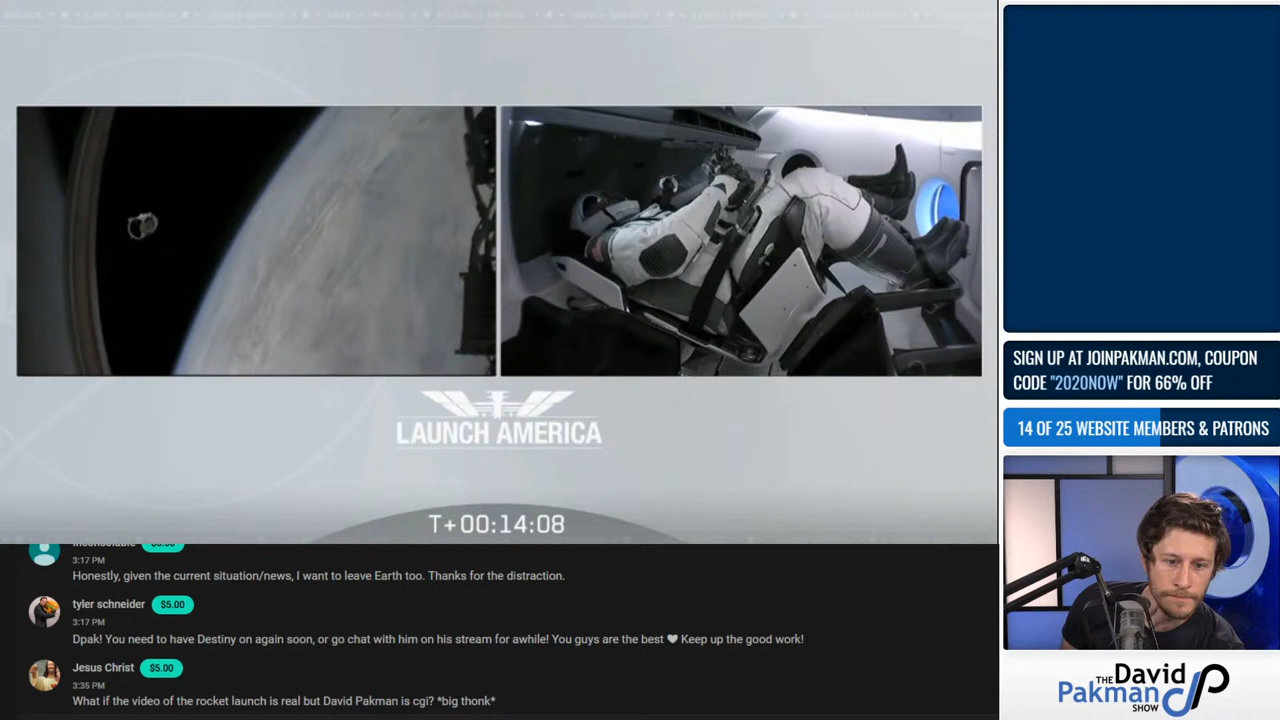 SIGN UP AT JOINPAKMAN.COM, COUPON
CODE "2020NOW" FOR 66% OFF
14 OF 25 WEBSITE MEMBERS & PATRONS
LAUNCH AMERICA
T+00:14:08
3:17 PM
Honestly, given the current situation/news, I want to leave Earth too. Thanks for the distraction.
tyler schneider $5.00
3:17 PM
Dpak! You need to have Destiny on again soon, or go chat with him on his stream for awhile! You guys are the best ❤ Keep up the good work!
Jesus Christ $5.00
3:35 PM
What if the video of the rocket launch is real but David Pakman is cgi? *big thonk*
THE David
Pakman
SHOW